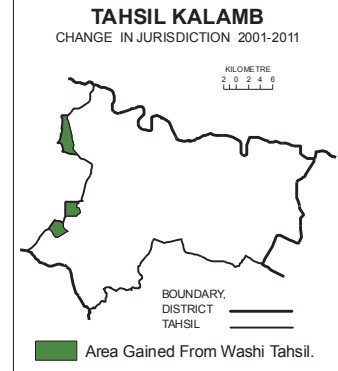 TAHSIL KALAMB
CHANGE IN JURISDICTION 2001-2011
KILOMETRE
2 0 2 4 6
BOUNDARY,
DISTRICT
TAHSIL
Area Gained From Washi Tahsil.